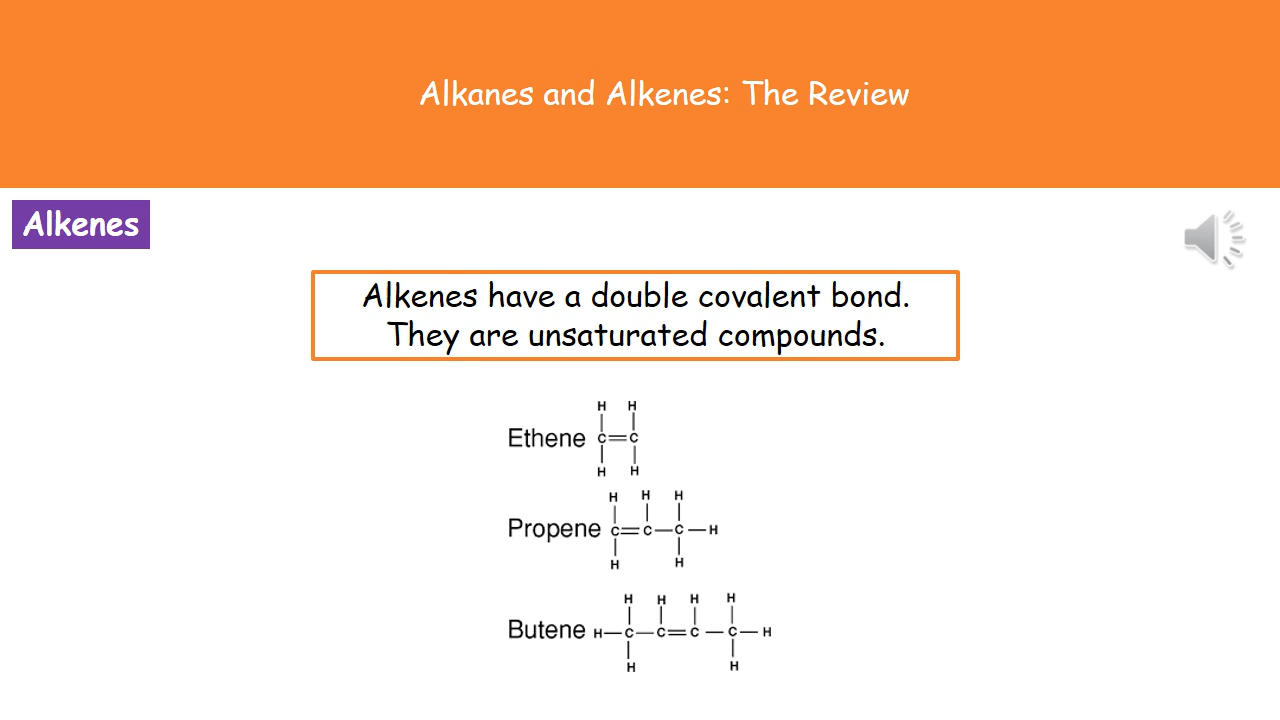 Alkanes and Alkenes: The Review
Alkenes
Alkenes have a double covalent bond.
They are unsaturated compounds.
H H
Ethene C=C
H H
H H H
Propene C=C—C—H
H H
H H H H
Butene H—C—C=C—C—H
H H